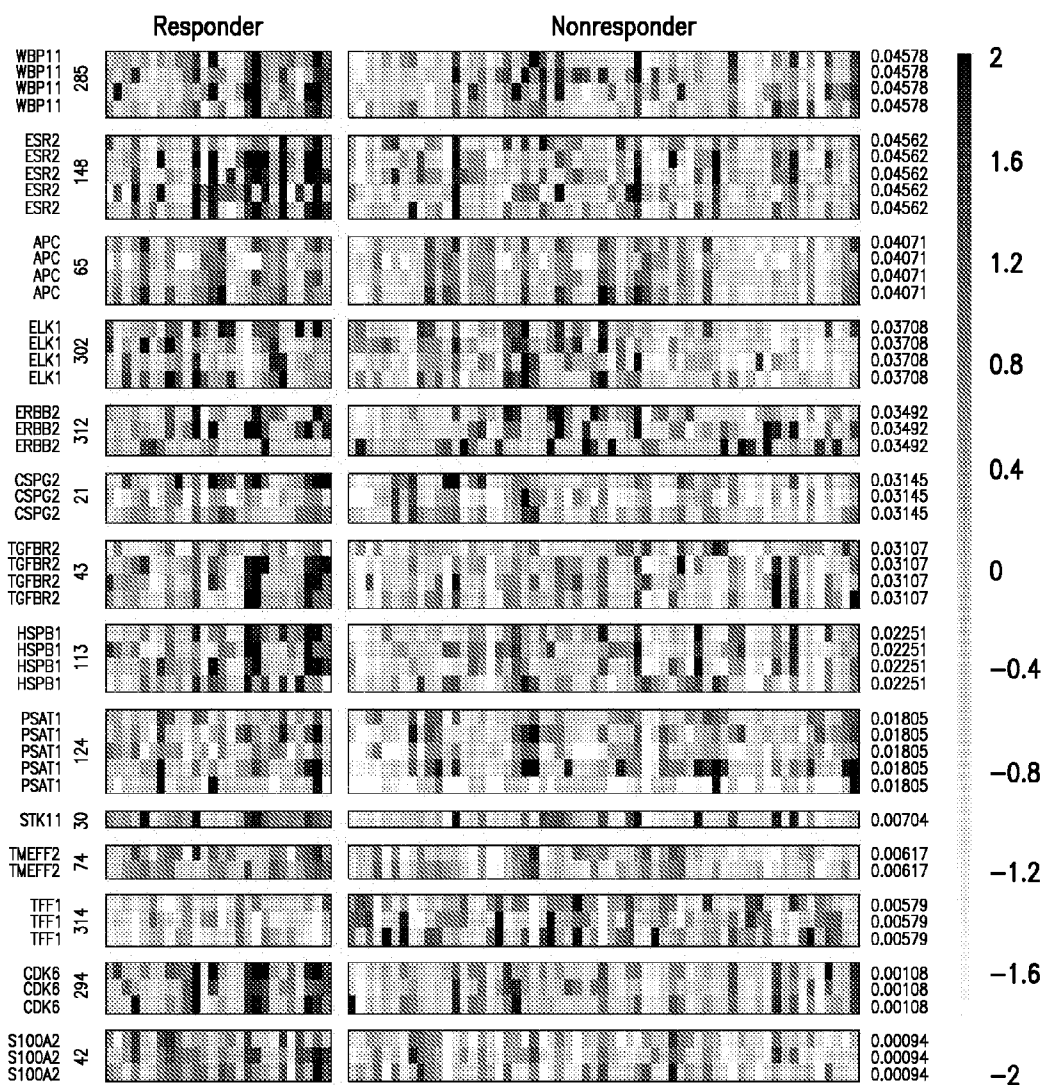 Responder Nonresponder
WBP11 0.04578
WBP11 0.04578
WBP11 0.04578
WBP11 0.04578
285
ESR2 0.04562
ESR2 0.04562
ESR2 0.04562
ESR2 0.04562
ESR2 0.04562
148
APC 0.04071
APC 0.04071
APC 0.04071
APC 0.04071
65
ELK1 0.03708
ELK1 0.03708
ELK1 0.03708
ELK1 0.03708
302
ERBB2 0.03492
ERBB2 0.03492
ERBB2 0.03492
312
CSPG2 0.03145
CSPG2 0.03145
CSPG2 0.03145
21
TGFBR2 0.03107
TGFBR2 0.03107
TGFBR2 0.03107
TGFBR2 0.03107
43
HSPB1 0.02251
HSPB1 0.02251
HSPB1 0.02251
HSPB1 0.02251
113
PSAT1 0.01805
PSAT1 0.01805
PSAT1 0.01805
PSAT1 0.01805
PSAT1 0.01805
124
STK11 30 0.00704
TMEFF2 0.00617
TMEFF2 0.00617
74
TFF1 0.00579
TFF1 0.00579
TFF1 0.00579
314
CDK6 0.00108
CDK6 0.00108
CDK6 0.00108
294
S100A2 0.00094
S100A2 0.00094
S100A2 0.00094
42
2
1.6
1.2
0.8
0.4
0
−0.4
−0.8
−1.2
−1.6
−2